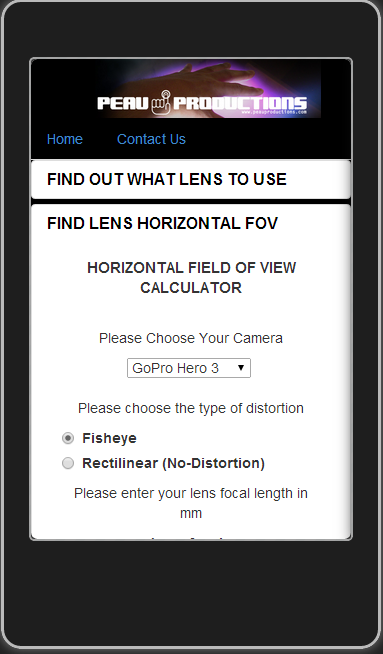 PEAU PRODUCTIONS
www.peauproductions.com
Home Contact Us
FIND OUT WHAT LENS TO USE
FIND LENS HORIZONTAL FOV
HORIZONTAL FIELD OF VIEW
CALCULATOR
Please Choose Your Camera
GoPro Hero 3
Please choose the type of distortion
Fisheye
Rectilinear (No-Distortion)
Please enter your lens focal length in
mm